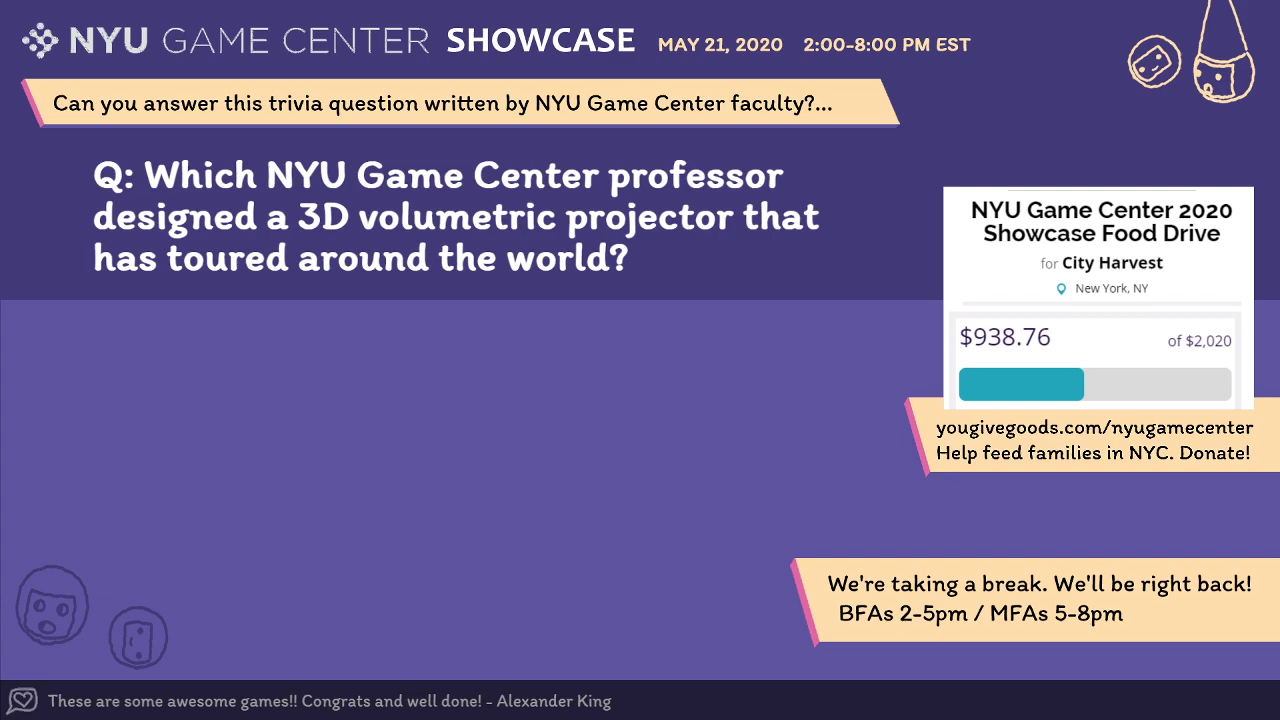 NYU GAME CENTER SHOWCASE MAY 21, 2020 2:00-8:00 PM EST
Can you answer this trivia question written by NYU Game Center faculty?...
Q: Which NYU Game Center professor
designed a 3D volumetric projector that
has toured around the world?
NYU Game Center 2020
Showcase Food Drive
for City Harvest
New York, NY
$938.76 of $2,020
yougivegoods.com/nyugamecenter
Help feed families in NYC. Donate!
We're taking a break. We'll be right back!
BFAs 2-5pm / MFAs 5-8pm
These are some awesome games!! Congrats and well done! - Alexander King